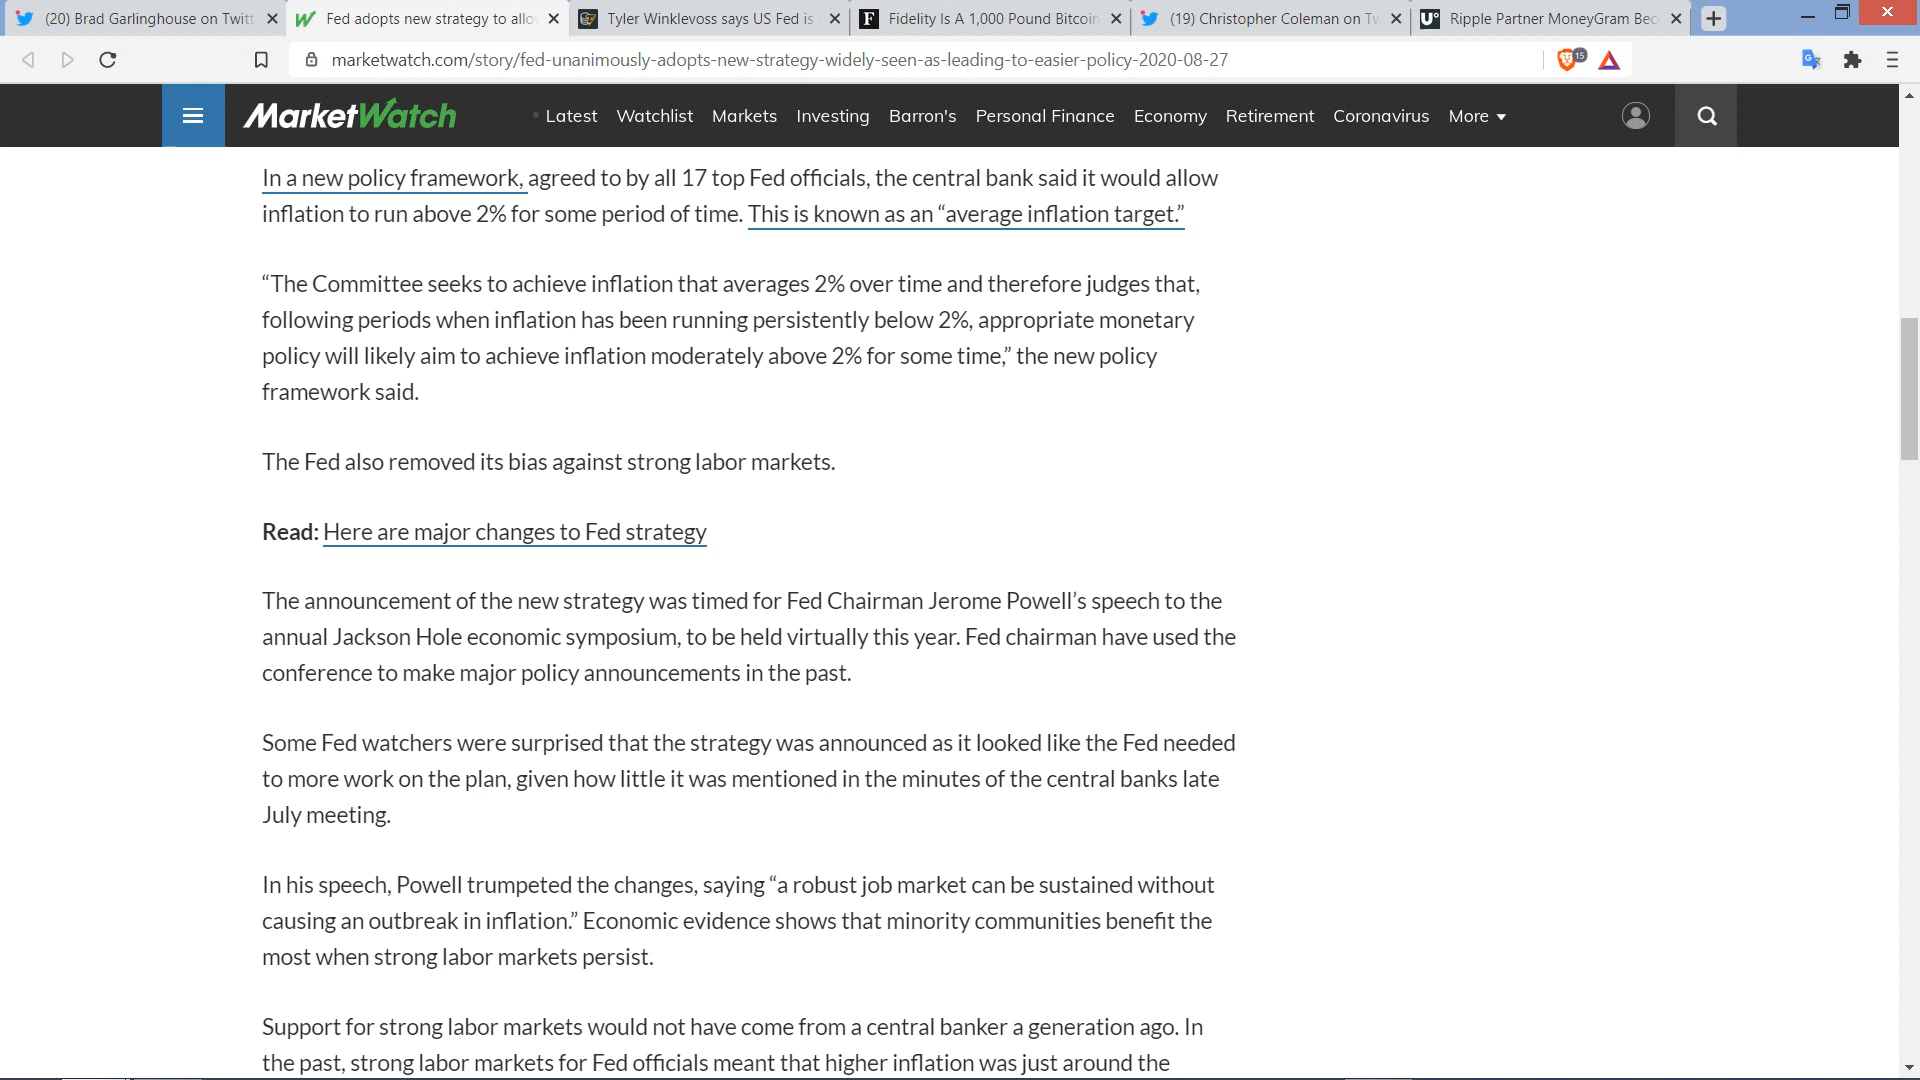 (20) Brad Garlinghouse on Twitt
Fed adopts new strategy to allo
Tyler Winklevoss says US Fed is
Fidelity Is A 1,000 Pound Bitcoin
(19) Christopher Coleman on Tw
Ripple Partner MoneyGram Bec
marketwatch.com/story/fed-unanimously-adopts-new-strategy-widely-seen-as-leading-to-easier-policy-2020-08-27
15
MarketWatch
Latest
Watchlist
Markets
Investing
Barron's
Personal Finance
Economy
Retirement
Coronavirus
More
In a new policy framework, agreed to by all 17 top Fed officials, the central bank said it would allow
inflation to run above 2% for some period of time. This is known as an “average inflation target.”
“The Committee seeks to achieve inflation that averages 2% over time and therefore judges that,
following periods when inflation has been running persistently below 2%, appropriate monetary
policy will likely aim to achieve inflation moderately above 2% for some time,” the new policy
framework said.
The Fed also removed its bias against strong labor markets.
Read: Here are major changes to Fed strategy
The announcement of the new strategy was timed for Fed Chairman Jerome Powell’s speech to the
annual Jackson Hole economic symposium, to be held virtually this year. Fed chairman have used the
conference to make major policy announcements in the past.
Some Fed watchers were surprised that the strategy was announced as it looked like the Fed needed
to more work on the plan, given how little it was mentioned in the minutes of the central banks late
July meeting.
In his speech, Powell trumpeted the changes, saying “a robust job market can be sustained without
causing an outbreak in inflation.” Economic evidence shows that minority communities benefit the
most when strong labor markets persist.
Support for strong labor markets would not have come from a central banker a generation ago. In
the past, strong labor markets for Fed officials meant that higher inflation was just around the